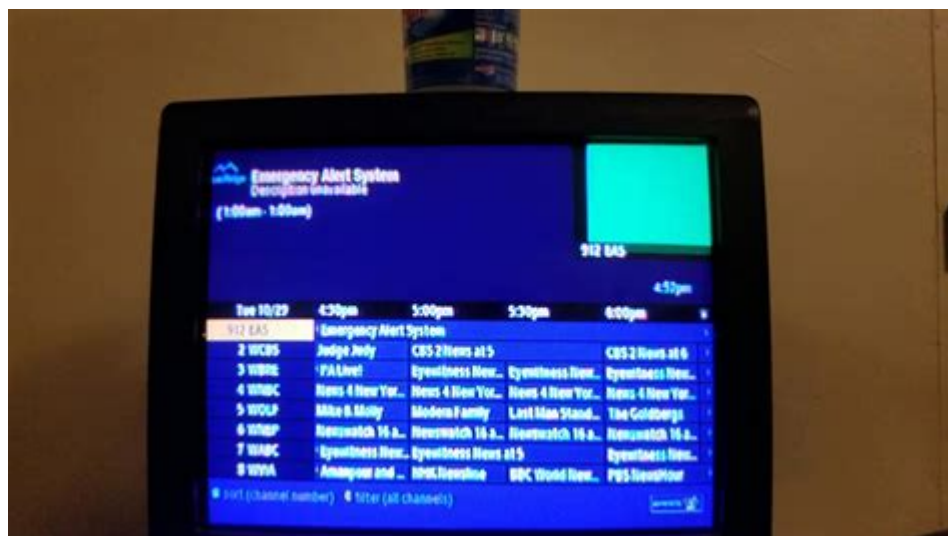 Emergency Alert System
Description unavailable
(1:00am - 1:00am)
912 EAS
4:52pm
Tue 10/29 4:30pm 5:00pm 5:30pm 6:00pm
912 EAS Emergency Alert System
2 WCBS Judge Judy CBS 2 News at 5 CBS 2 News at 6
3 WBRE PA Live! Eyewitness New... Eyewitness New... Eyewitness New...
4 WNBC News 4 New Yor... News 4 New Yor... News 4 New Yor... News 4 New Yor...
5 WOLF Mike & Molly Modern Family Last Man Stand... The Goldbergs
6 WNEP Newswatch 16 a... Newswatch 16 a... Newswatch 16 a... Newswatch 16 a...
7 WABC Eyewitness New... Eyewitness News at 5 Eyewitness New...
8 WVIA Amanpour and ... NHK Newsline BBC World New... PBS NewsHour
sort (channel number) filter (all channels)